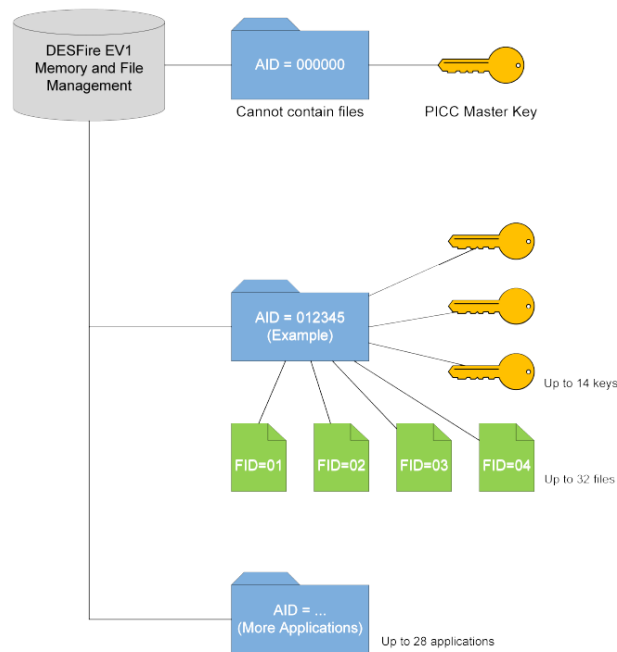 DESFire EV1
Memory and File
Management
AID = 000000
Cannot contain files
PICC Master Key
AID = 012345
(Example)
Up to 14 keys
FID=01
FID=02
FID=03
FID=04
Up to 32 files
AID = ...
(More Applications)
Up to 28 applications